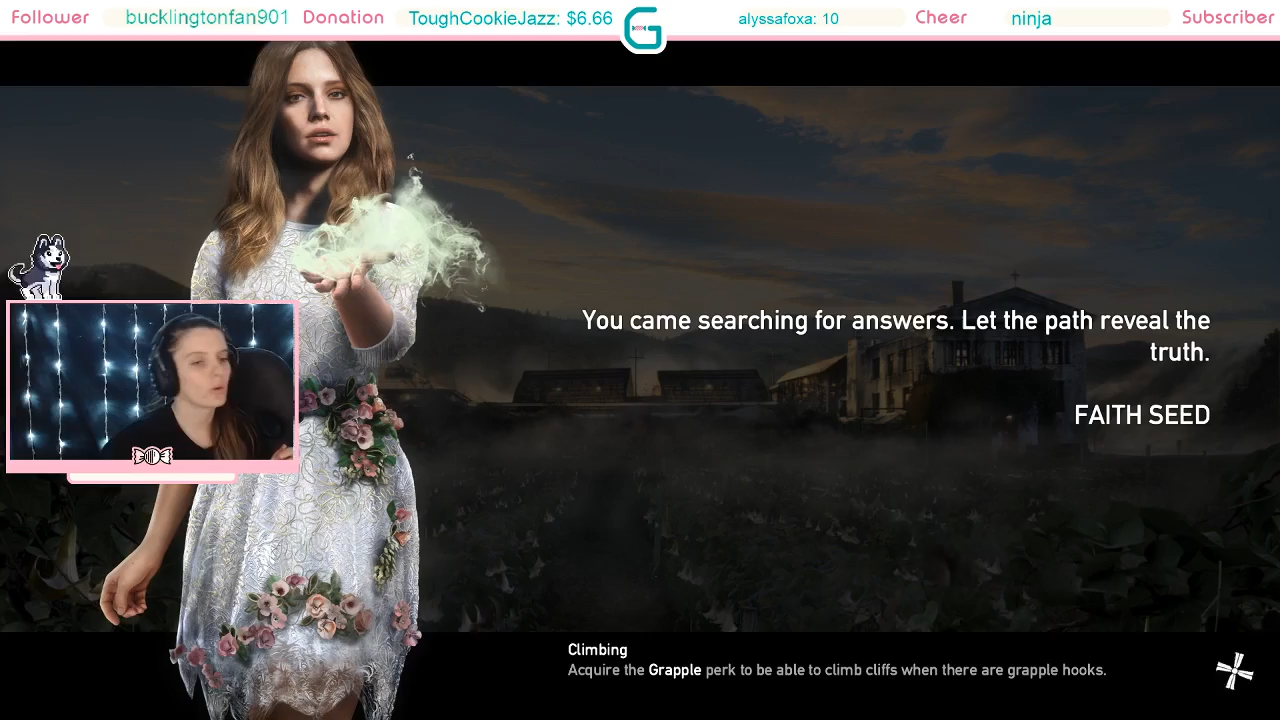 Follower bucklingtonfan901 Donation ToughCookieJazz: $6.66 G alyssafoxa: 10 Cheer ninja Subscriber
You came searching for answers. Let the path reveal the
truth.
FAITH SEED
Climbing
Acquire the Grapple perk to be able to climb cliffs when there are grapple hooks.